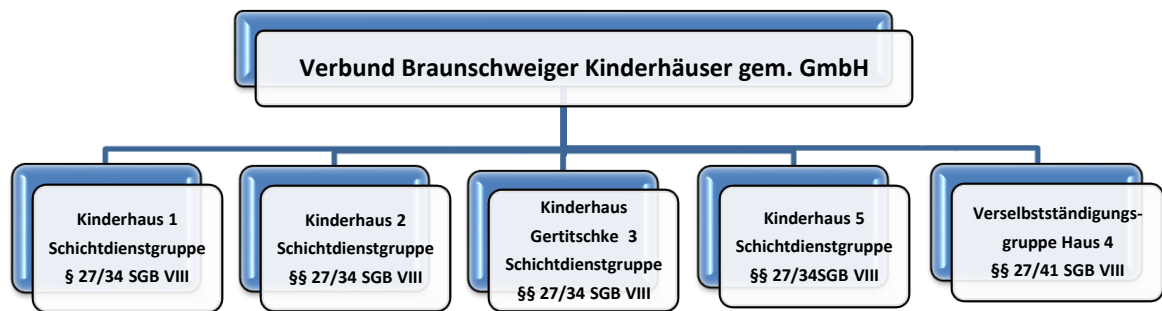 Verbund Braunschweiger Kinderhäuser gem. GmbH
Kinderhaus 1
Schichtdienstgruppe
§ 27/34 SGB VIII
Kinderhaus 2
Schichtdienstgruppe
§§ 27/34 SGB VIII
Kinderhaus
Gertitschke 3
Schichtdienstgruppe
§§ 27/34 SGB VIII
Kinderhaus 5
Schichtdienstgruppe
§§ 27/34SGB VIII
Verselbstständigungs-
gruppe Haus 4
§§ 27/41 SGB VIII